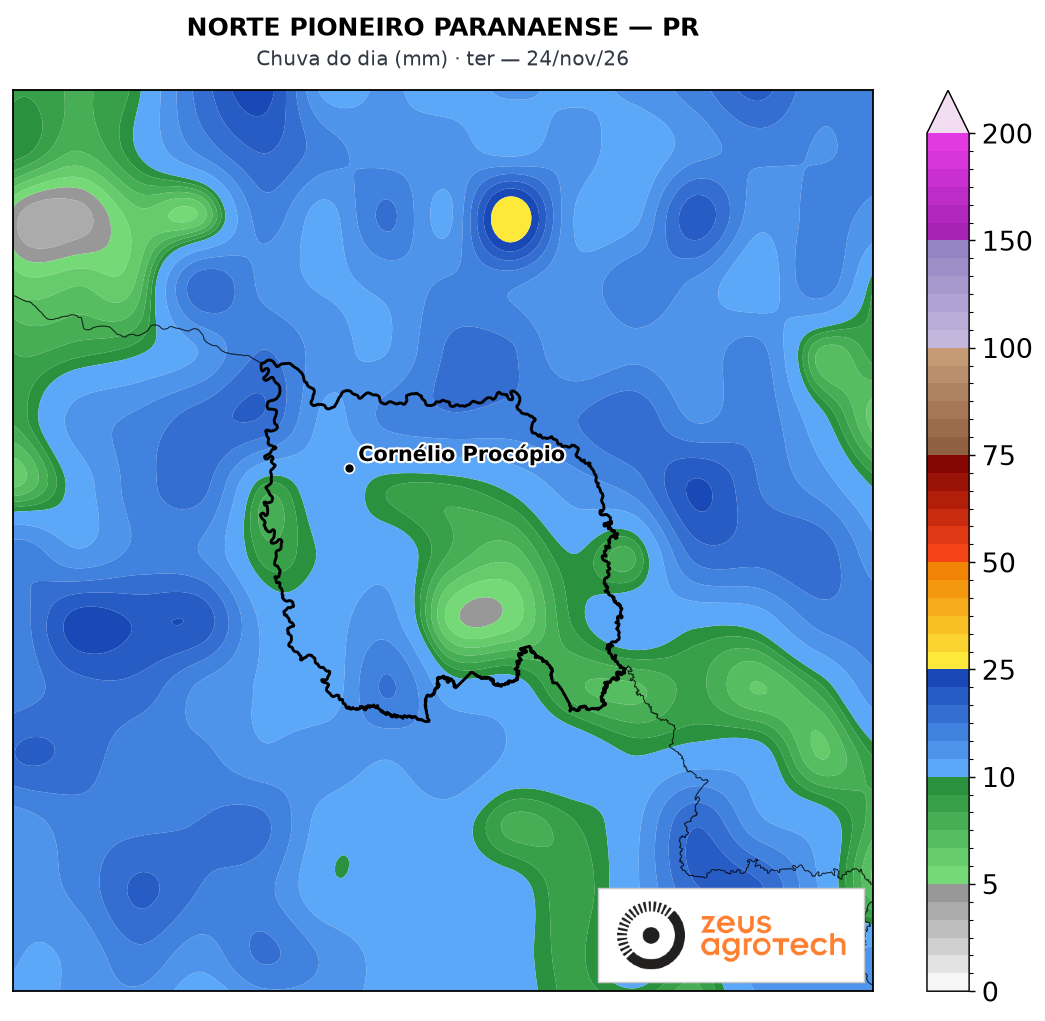 NORTE PIONEIRO PARANAENSE — PR
Chuva do dia (mm) · ter — 24/nov/26
Cornélio Procópio
200
150
100
75
50
25
10
5
0
zeus
agrotech